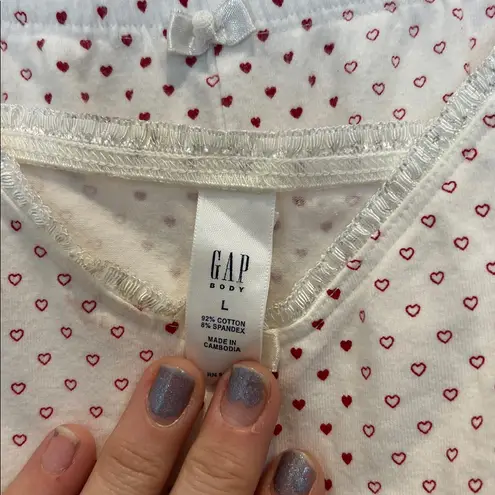 GAP
BODY
L
92% COTTON
8% SPANDEX
MADE IN
CAMBODIA